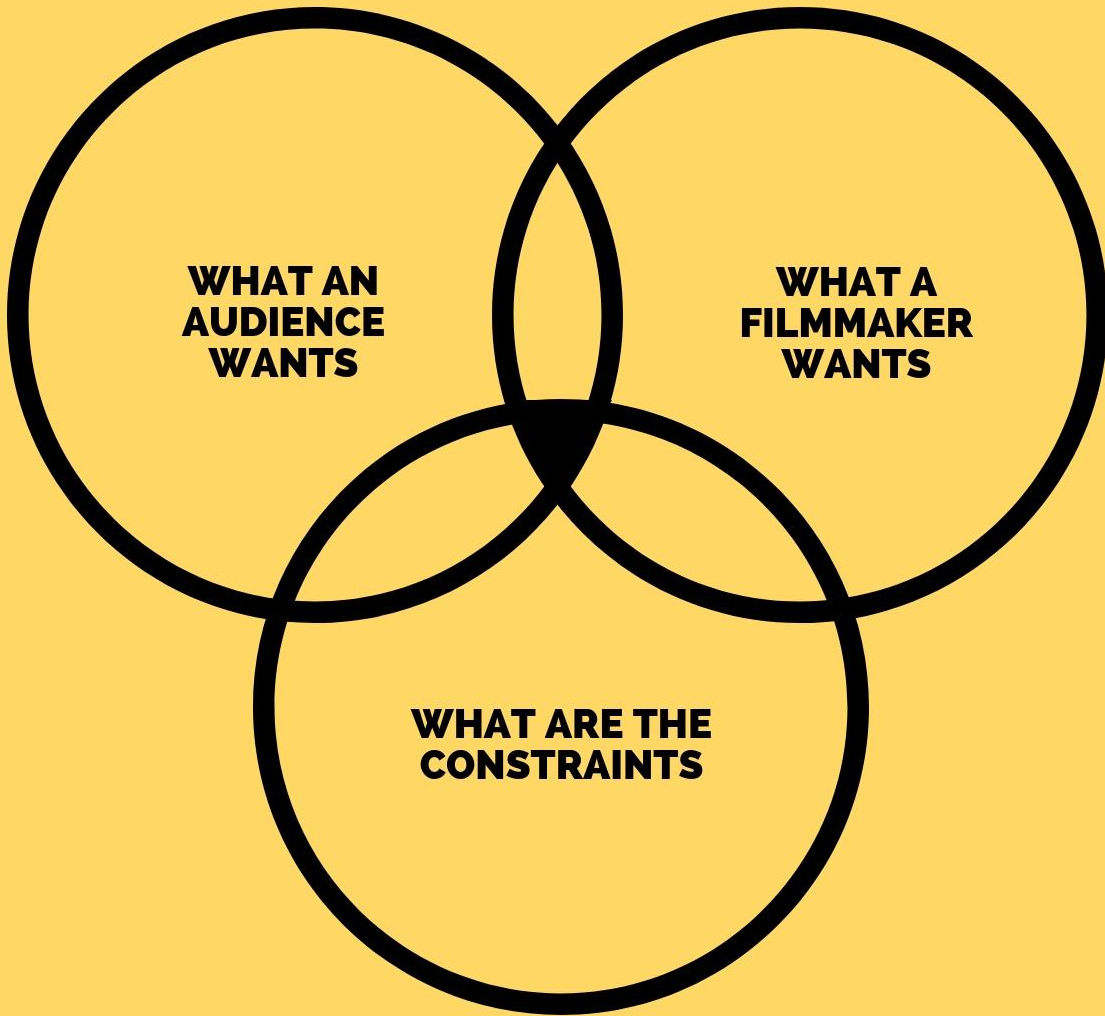 WHAT AN
AUDIENCE
WANTS
WHAT A
FILMMAKER
WANTS
WHAT ARE THE
CONSTRAINTS